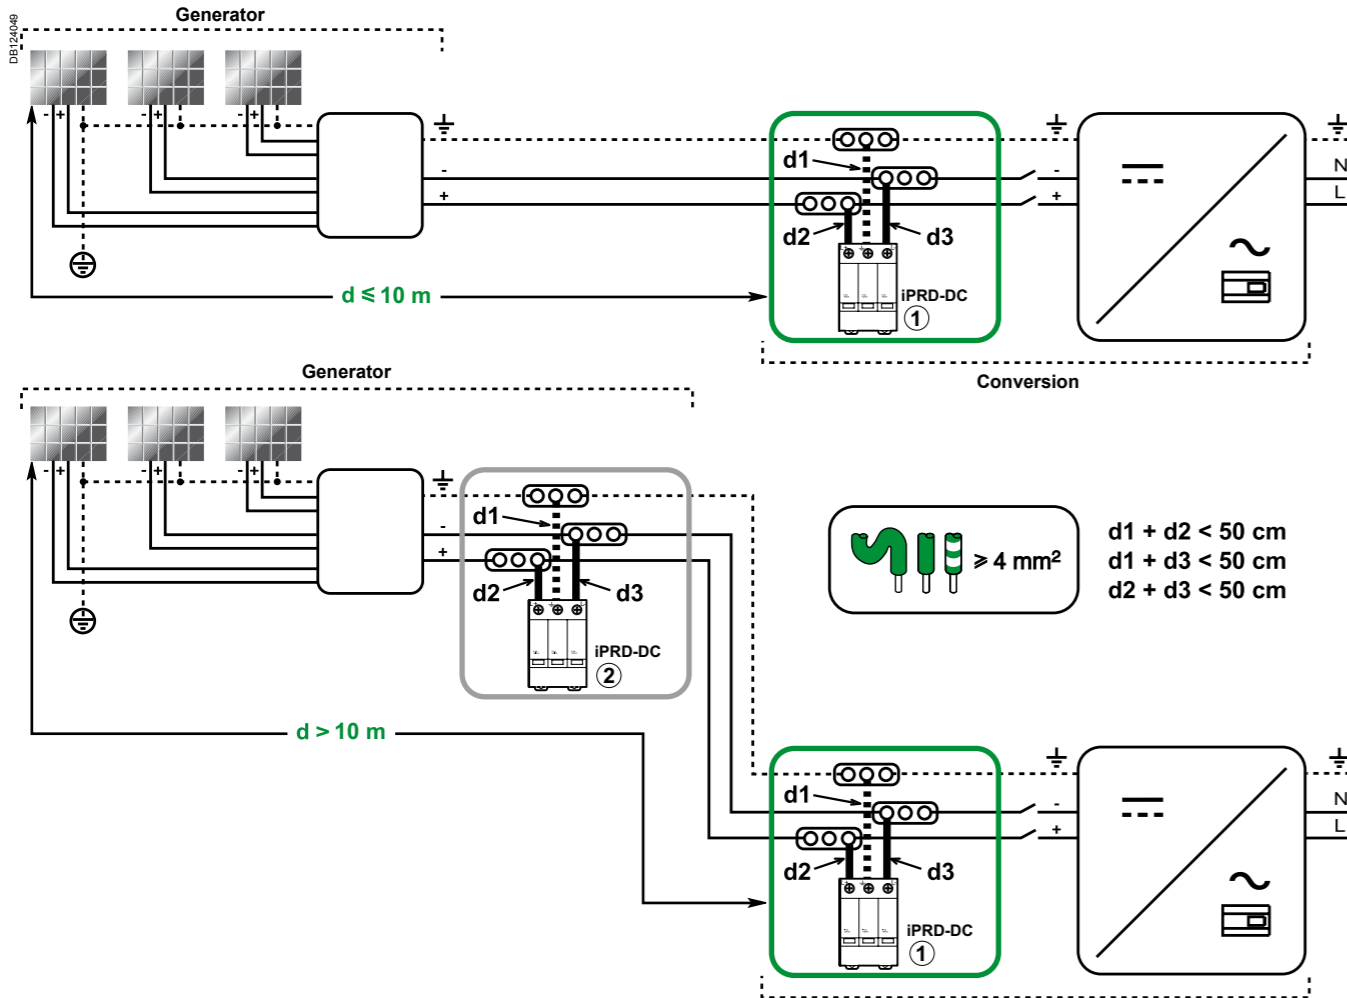 DB124049
Generator
- + - + - +
-
+
d1
d2
d3
iPRD-DC
1
-
+
N
L
d ≤ 10 m
Conversion
Generator
- + - + - +
-
+
d1
d2
d3
iPRD-DC
2
≥ 4 mm²
d1 + d2 < 50 cm
d1 + d3 < 50 cm
d2 + d3 < 50 cm
d > 10 m
d1
d2
d3
iPRD-DC
1
-
+
N
L